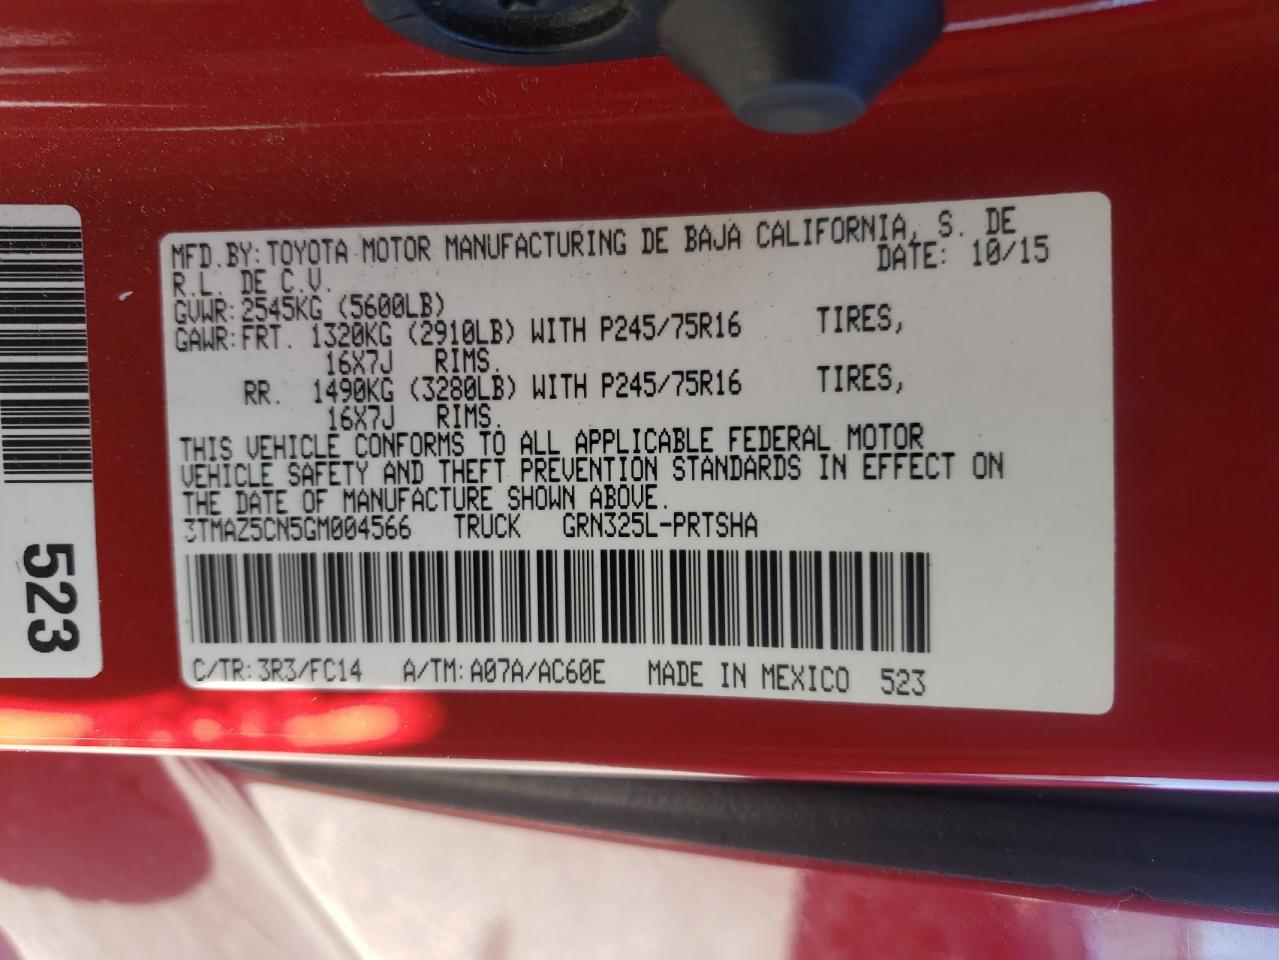 MFD. BY: TOYOTA MOTOR MANUFACTURING DE BAJA CALIFORNIA, S. DE
R.L. DE C.V. DATE: 10/15
GVWR: 2545KG (5600LB)
GAWR: FRT. 1320KG (2910LB) WITH P245/75R16 TIRES,
16X7J RIMS.
RR. 1490KG (3280LB) WITH P245/75R16 TIRES,
16X7J RIMS.
THIS VEHICLE CONFORMS TO ALL APPLICABLE FEDERAL MOTOR
VEHICLE SAFETY AND THEFT PREVENTION STANDARDS IN EFFECT ON
THE DATE OF MANUFACTURE SHOWN ABOVE.
3TMAZ5CN5GM004566 TRUCK GRN325L-PRTSHA
C/TR: 3R3/FC14 A/TM: A07A/AC60E MADE IN MEXICO 523
523